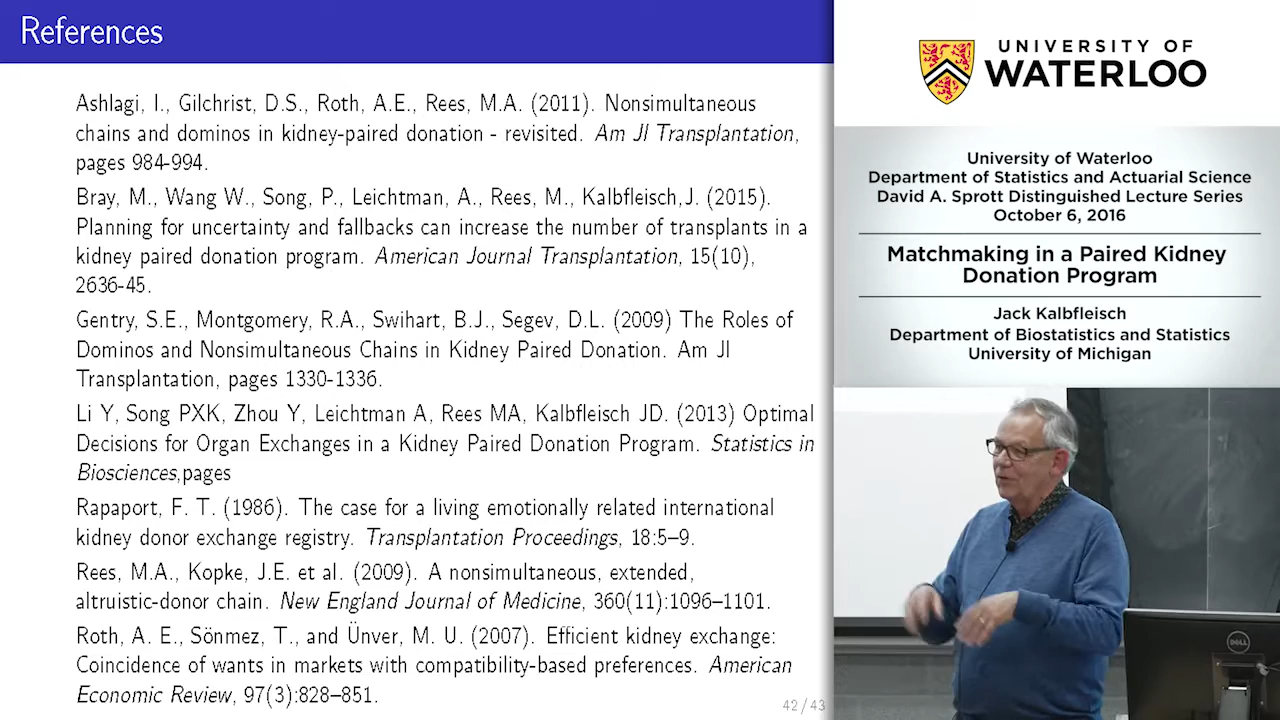 References
Ashlagi, I., Gilchrist, D.S., Roth, A.E., Rees, M.A. (2011). Nonsimultaneous
chains and dominos in kidney-paired donation - revisited. Am Jl Transplantation,
pages 984-994.
Bray, M., Wang W., Song, P., Leichtman, A., Rees, M., Kalbfleisch,J. (2015).
Planning for uncertainty and fallbacks can increase the number of transplants in a
kidney paired donation program. American Journal Transplantation, 15(10),
2636-45.
Gentry, S.E., Montgomery, R.A., Swihart, B.J., Segev, D.L. (2009) The Roles of
Dominos and Nonsimultaneous Chains in Kidney Paired Donation. Am Jl
Transplantation, pages 1330-1336.
Li Y, Song PXK, Zhou Y, Leichtman A, Rees MA, Kalbfleisch JD. (2013) Optimal
Decisions for Organ Exchanges in a Kidney Paired Donation Program. Statistics in
Biosciences,pages
Rapaport, F. T. (1986). The case for a living emotionally related international
kidney donor exchange registry. Transplantation Proceedings, 18:5–9.
Rees, M.A., Kopke, J.E. et al. (2009). A nonsimultaneous, extended,
altruistic-donor chain. New England Journal of Medicine, 360(11):1096–1101.
Roth, A. E., Sönmez, T., and Ünver, M. U. (2007). Efficient kidney exchange:
Coincidence of wants in markets with compatibility-based preferences. American
Economic Review, 97(3):828–851.
42 / 43
UNIVERSITY OF
WATERLOO
University of Waterloo
Department of Statistics and Actuarial Science
David A. Sprott Distinguished Lecture Series
October 6, 2016
Matchmaking in a Paired Kidney
Donation Program
Jack Kalbfleisch
Department of Biostatistics and Statistics
University of Michigan
DELL